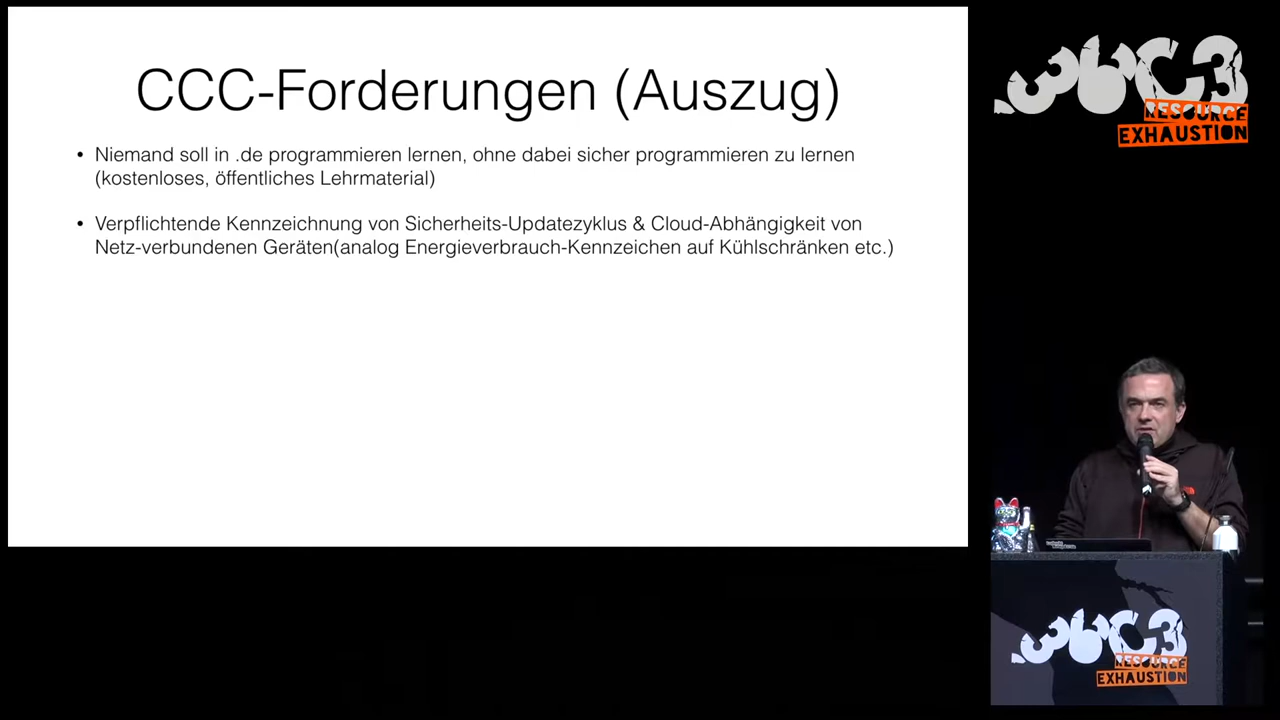 CCC-Forderungen (Auszug)
• Niemand soll in .de programmieren lernen, ohne dabei sicher programmieren zu lernen
(kostenloses, öffentliches Lehrmaterial)
• Verpflichtende Kennzeichnung von Sicherheits-Updatezyklus & Cloud-Abhängigkeit von
Netz-verbundenen Geräten(analog Energieverbrauch-Kennzeichen auf Kühlschränken etc.)
36C3
RESOURCE
EXHAUSTION
36C3
RESOURCE
EXHAUSTION